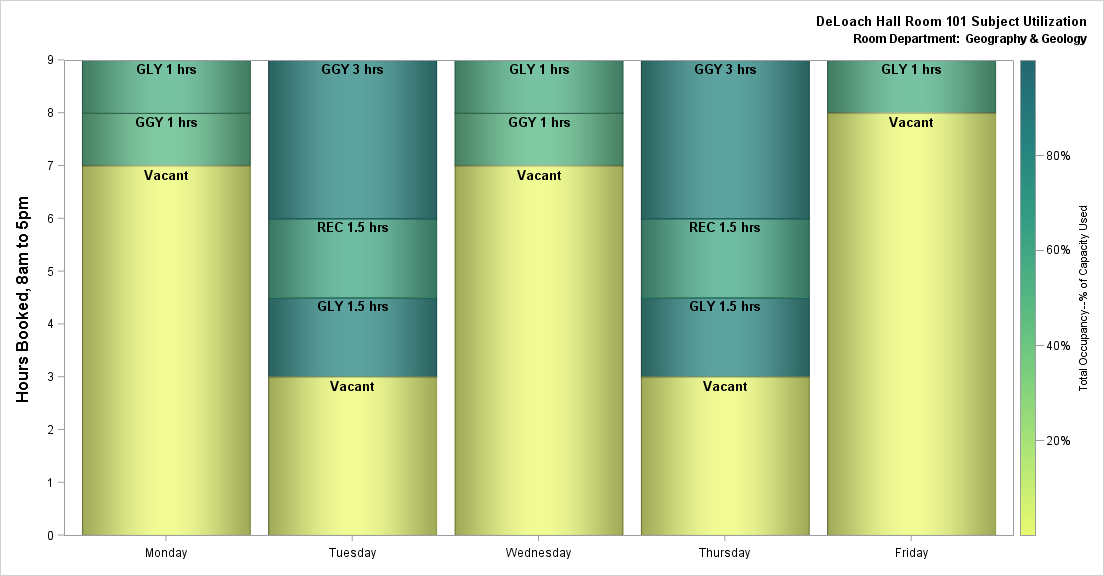 DeLoach Hall Room 101 Subject Utilization
Room Department: Geography & Geology
Hours Booked, 8am to 5pm
9
8
7
6
5
4
3
2
1
0
GLY 1 hrs
GGY 1 hrs
Vacant
Monday
GGY 3 hrs
REC 1.5 hrs
GLY 1.5 hrs
Vacant
Tuesday
GLY 1 hrs
GGY 1 hrs
Vacant
Wednesday
GGY 3 hrs
REC 1.5 hrs
GLY 1.5 hrs
Vacant
Thursday
GLY 1 hrs
Vacant
Friday
80%
60%
40%
20%
Total Occupancy--% of Capacity Used